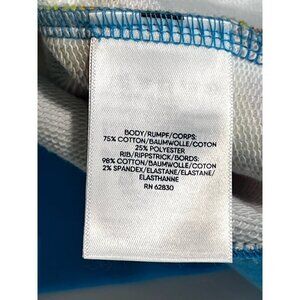 BODY/RUMPF/CORPS:
75% COTTON/BAUMWOLLE/COTON
25% POLYESTER
RIB/RIPPSTRICK/BORDS:
98% COTTON/BAUMWOLLE/COTON
2% SPANDEX/ELASTANE/ELASTANE/
ELASTHANNE
RN 62830